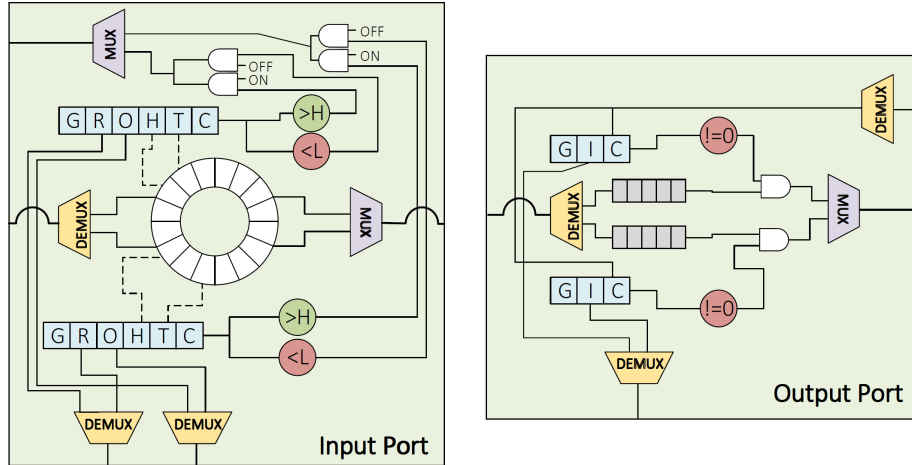 MUX
OFF
ON
OFF
ON
G R O H T C
>H
<L
DEMUX
MUX
G R O H T C
>H
<L
DEMUX
DEMUX
Input Port
DEMUX
G I C
!=0
DEMUX
MUX
G I C
!=0
DEMUX
Output Port